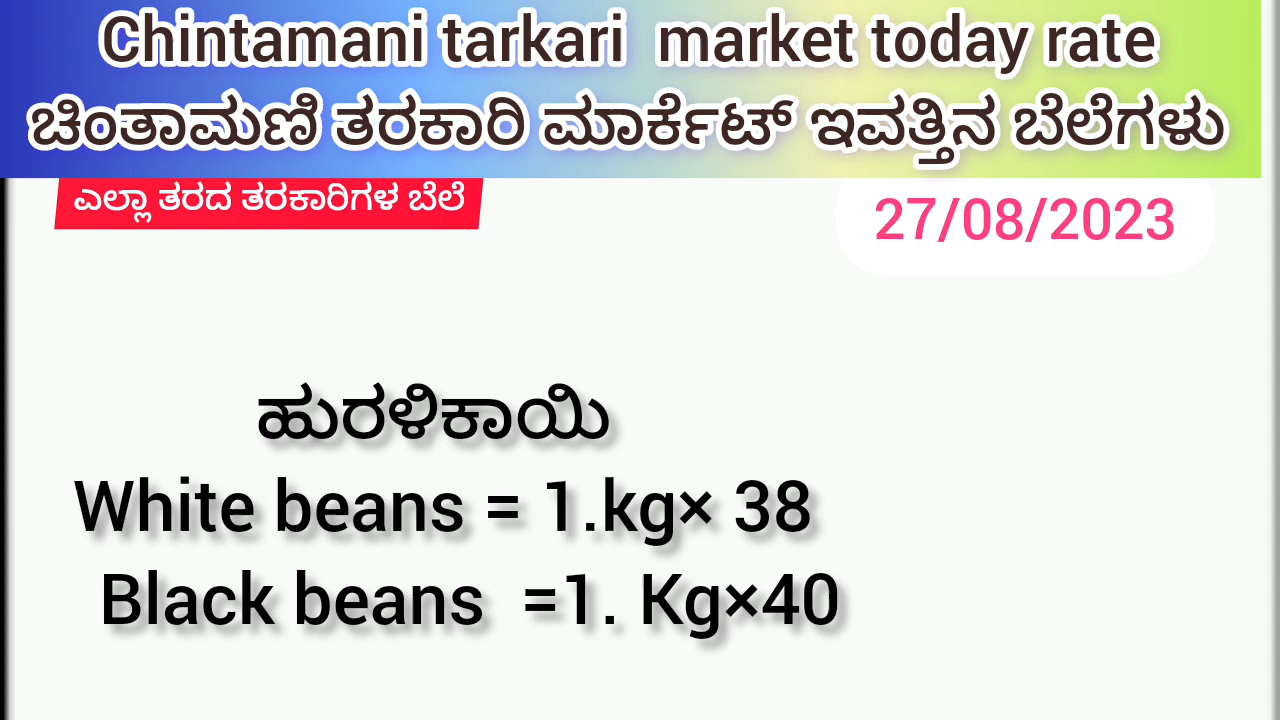 Chintamani tarkari market today rate
ಚಿಂತಾಮಣಿ ತರಕಾರಿ ಮಾರ್ಕೆಟ್ ಇವತ್ತಿನ ಬೆಲೆಗಳು
ಎಲ್ಲಾ ತರದ ತರಕಾರಿಗಳ ಬೆಲೆ
27/08/2023
ಹುರಳಿಕಾಯಿ
White beans = 1.kg× 38
Black beans =1. Kg×40